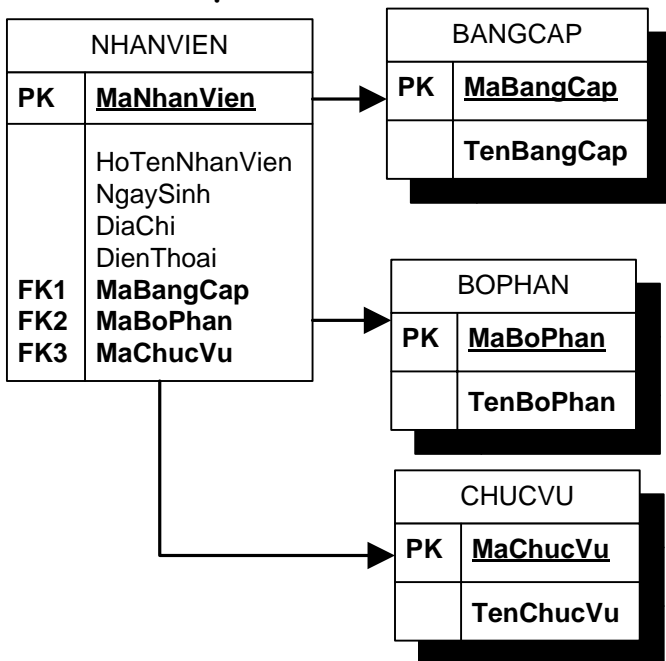 NHANVIEN
PK MaNhanVien
HoTenNhanVien
NgaySinh
DiaChi
DienThoai
FK1 MaBangCap
FK2 MaBoPhan
FK3 MaChucVu
BANGCAP
PK MaBangCap
TenBangCap
BOPHAN
PK MaBoPhan
TenBoPhan
CHUCVU
PK MaChucVu
TenChucVu